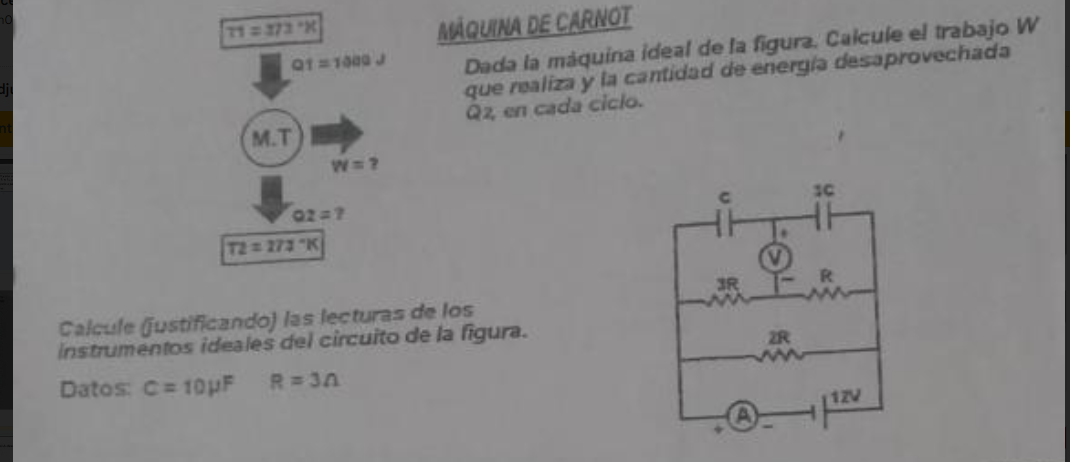 MÁQUINA DE CARNOT
T1 = 373 °K
Q1 = 1000 J
Dada la máquina ideal de la figura. Calcule el trabajo W
que realiza y la cantidad de energía desaprovechada
Q2, en cada ciclo.
M.T
W = ?
Q2 = ?
T2 = 273 °K
C
3C
+
V
−
3R
R
2R
12V
A
+
−
Calcule (justificando) las lecturas de los
instrumentos ideales del circuito de la figura.
Datos: C = 10µF R = 3Ω